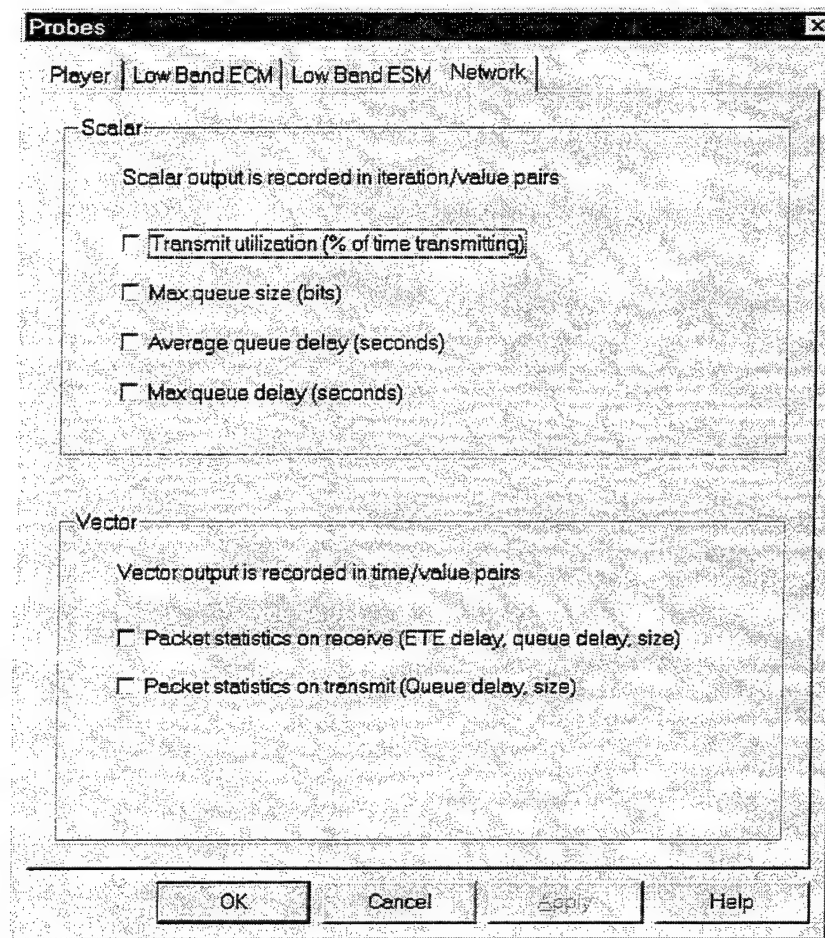 Probes
Player Low Band ECM Low Band ESM Network
Scalar
Scalar output is recorded in iteration/value pairs
Transmit utilization (% of time transmitting)
Max queue size (bits)
Average queue delay (seconds)
Max queue delay (seconds)
Vector
Vector output is recorded in time/value pairs
Packet statistics on receive (ETE delay, queue delay, size)
Packet statistics on transmit (Queue delay, size)
OK Cancel Apply Help